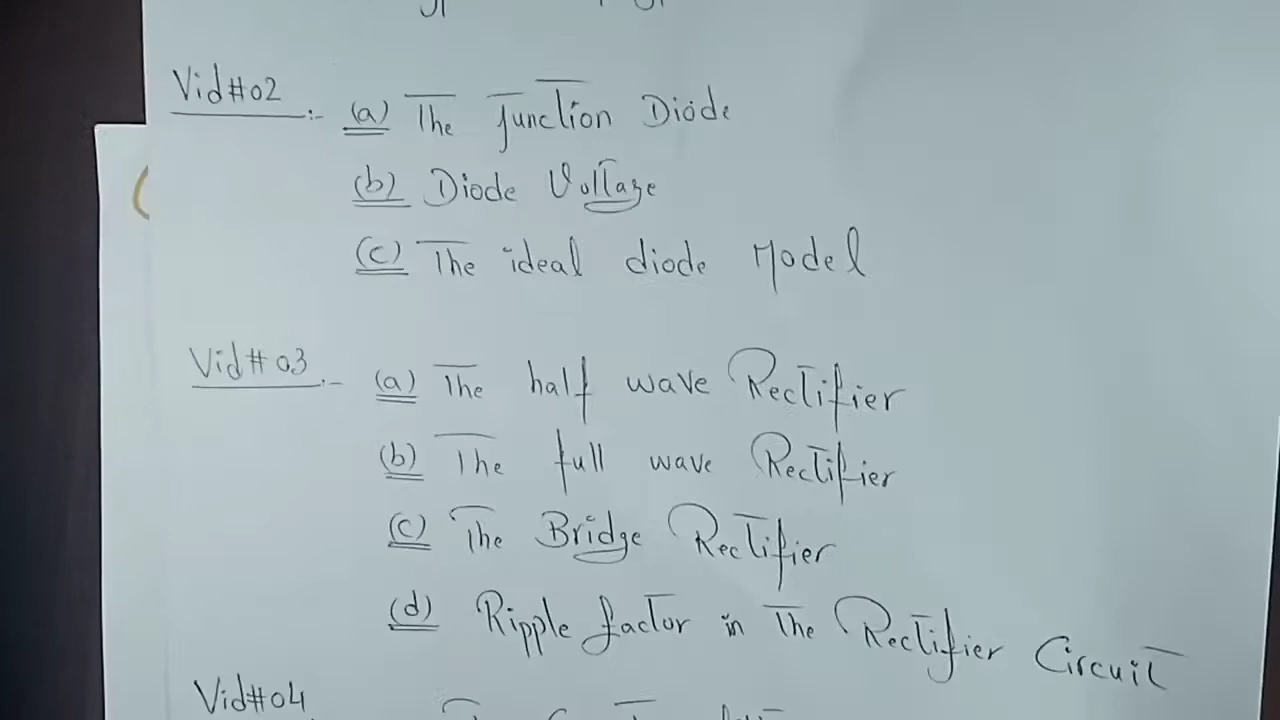 Vid#02 :- (a) The Junction Diode
(b) Diode Voltage
(c) The ideal diode Model
Vid#03 :- (a) The half wave Rectifier
(b) The full wave Rectifier
(c) The Bridge Rectifier
(d) Ripple factor in The Rectifier Circuit
Vid#04